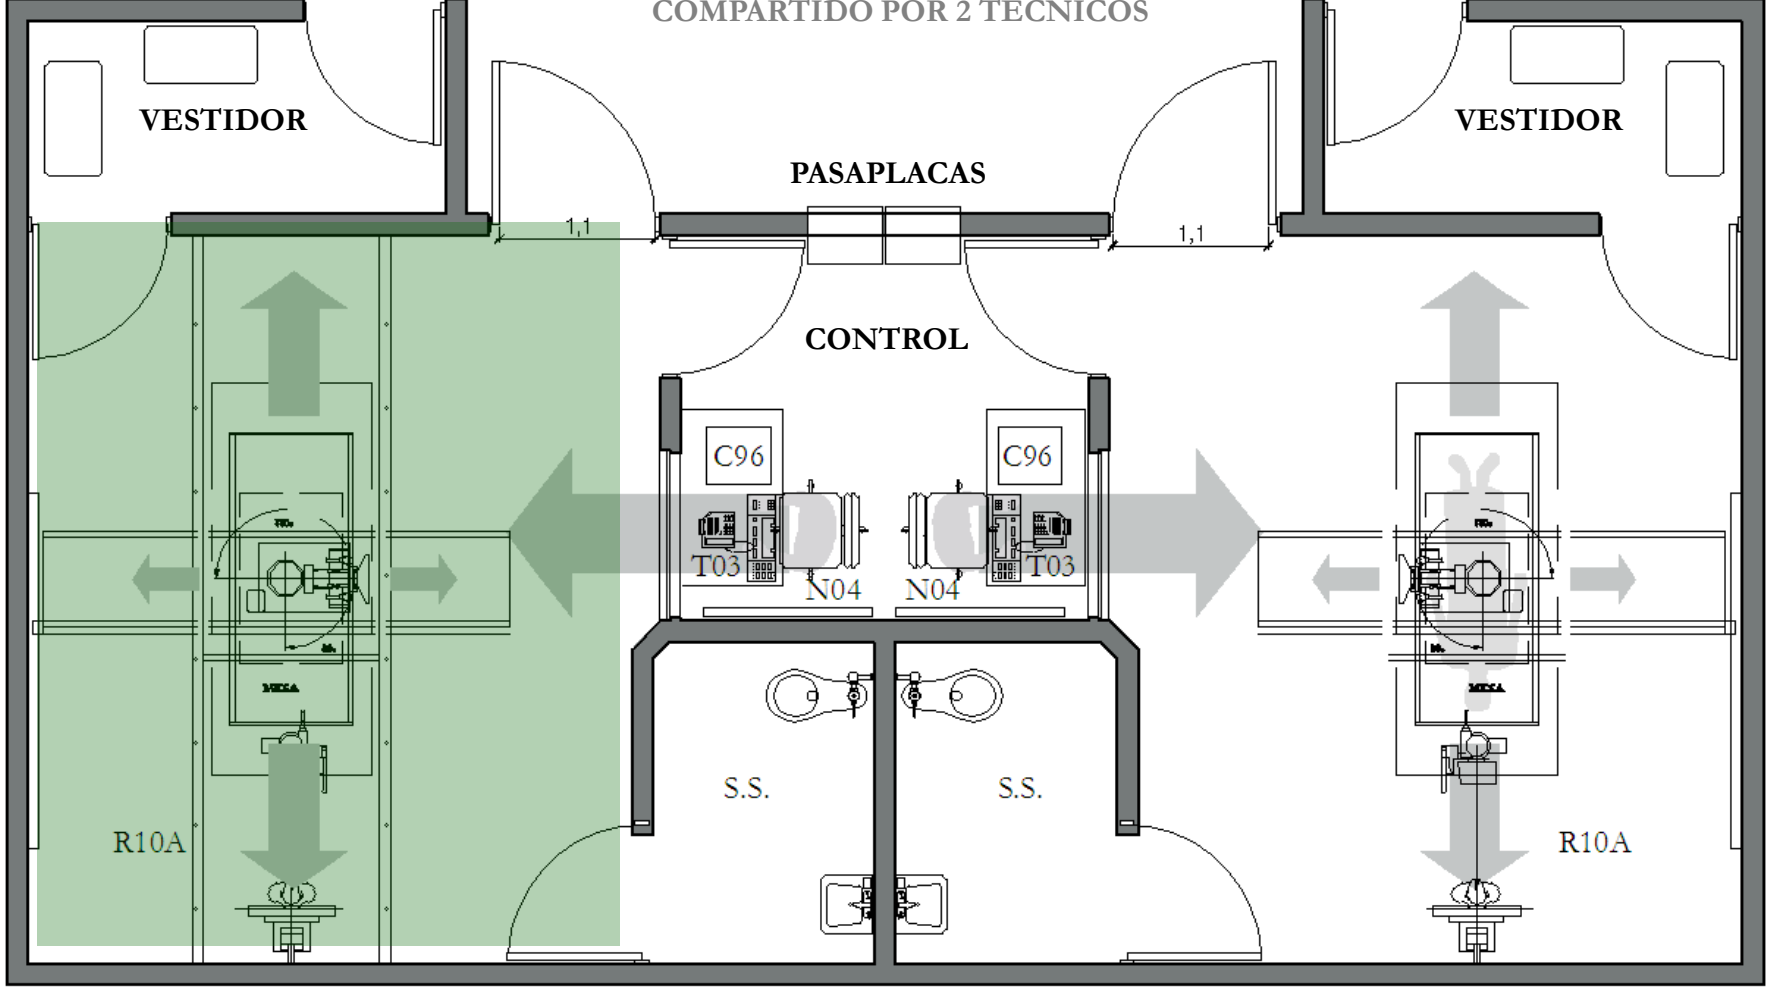 COMPARTIDO POR 2 TECNICOS
VESTIDOR
VESTIDOR
PASAPLACAS
1,1
1,1
CONTROL
C96
C96
T03
T03
N04
N04
MESA
MESA
S.S.
S.S.
R10A
R10A